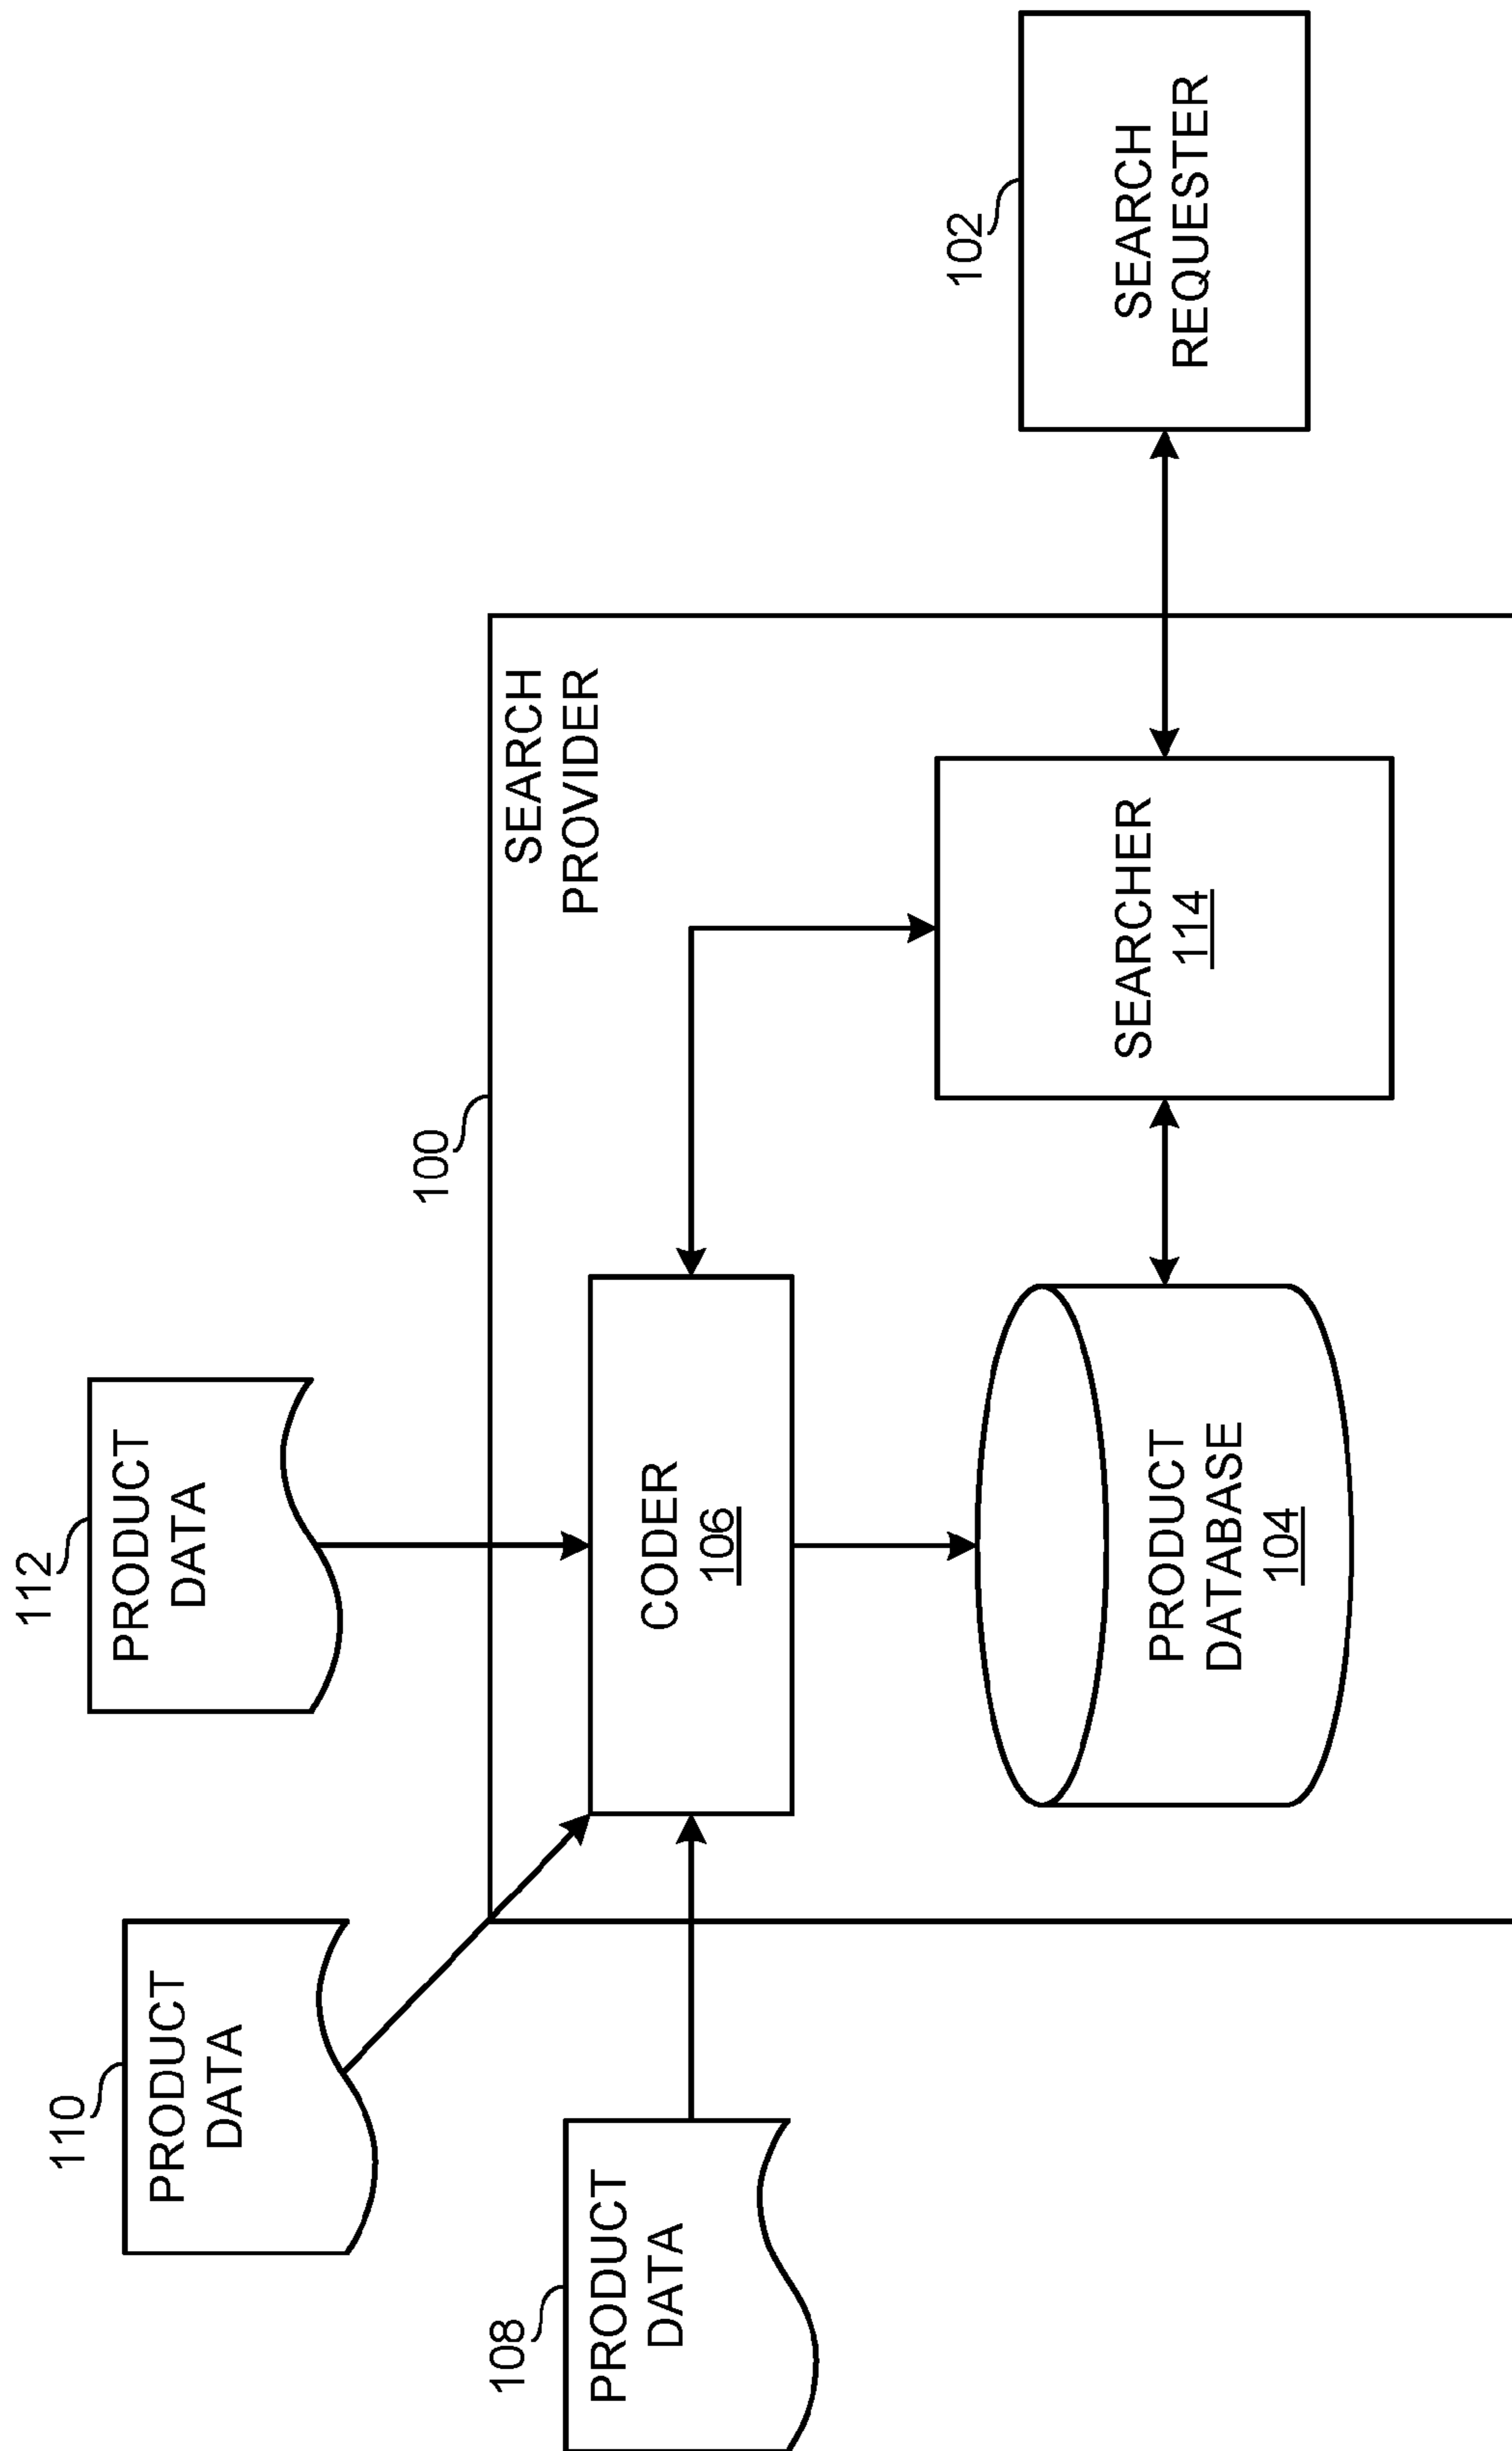 112
PRODUCT
DATA
110
PRODUCT
DATA
108
PRODUCT
DATA
100
SEARCH
PROVIDER
CODER
106
PRODUCT
DATABASE
104
SEARCHER
114
102
SEARCH
REQUESTER